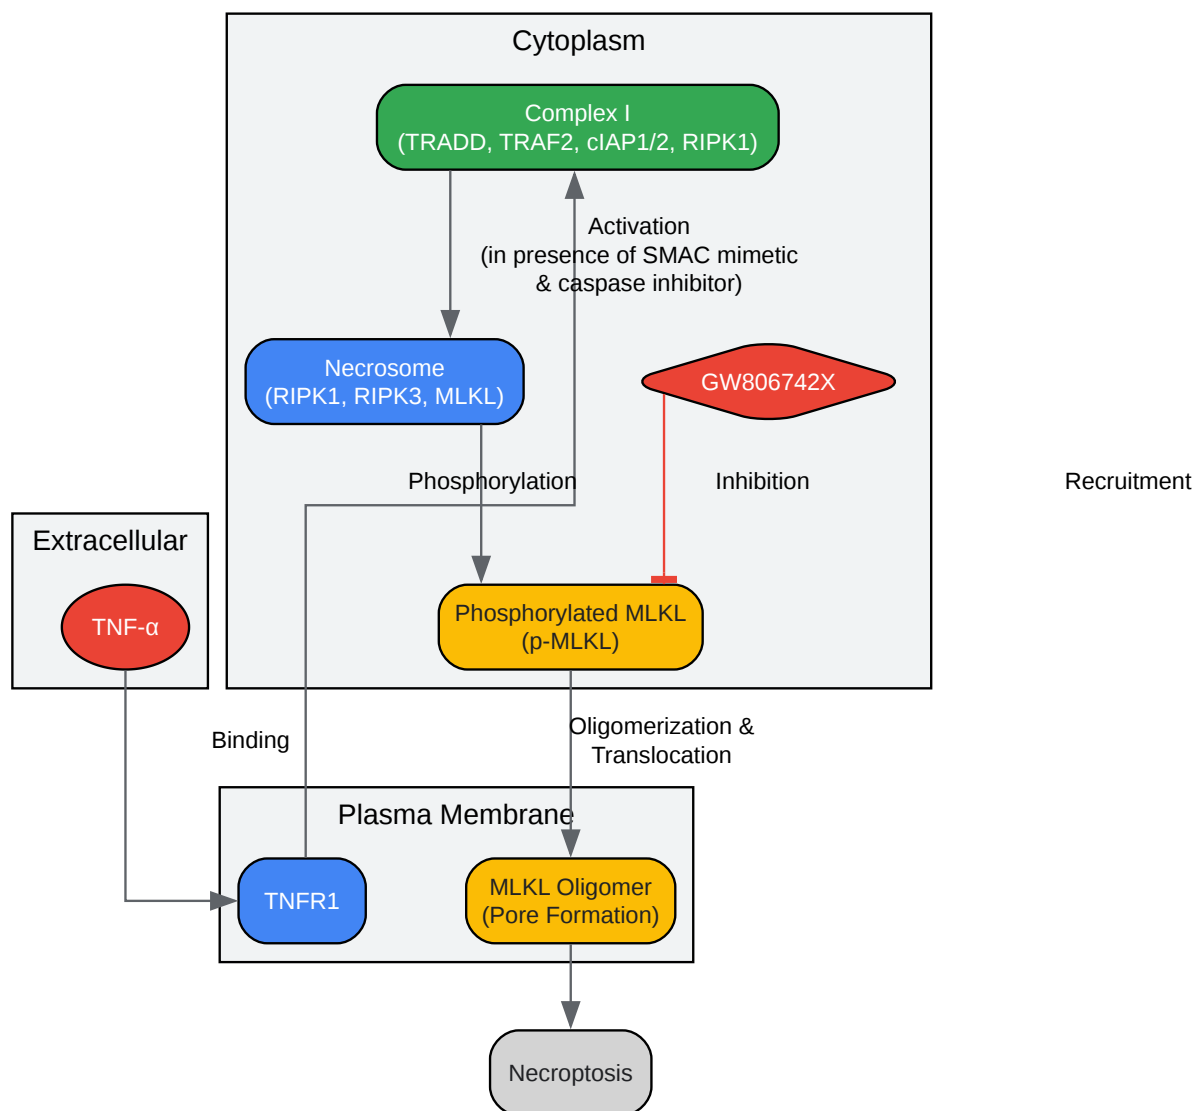 Cytoplasm
Complex I
(TRADD, TRAF2, cIAP1/2, RIPK1)
Activation
(in presence of SMAC mimetic
& caspase inhibitor)
Necrosome
(RIPK1, RIPK3, MLKL)
GW806742X
Phosphorylation
Inhibition
Recruitment
Extracellular
TNF-α
Phosphorylated MLKL
(p-MLKL)
Binding
Oligomerization &
Translocation
Plasma Membrane
TNFR1
MLKL Oligomer
(Pore Formation)
Necroptosis